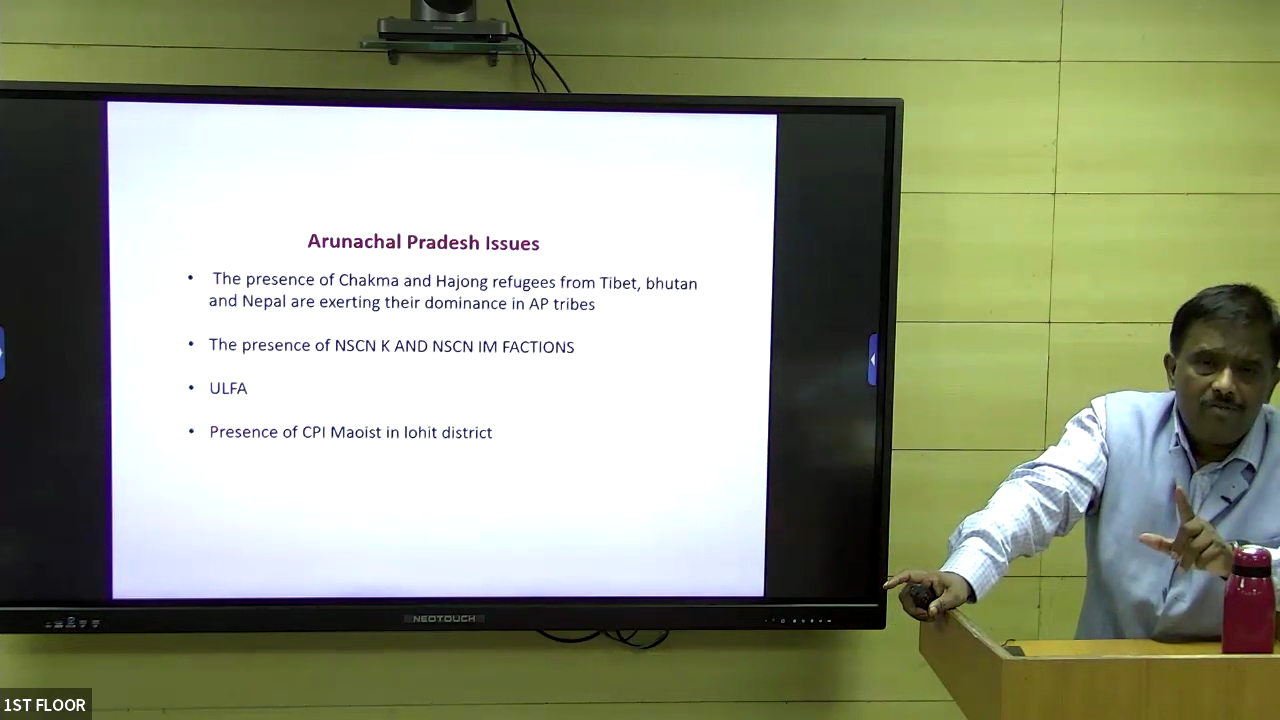 Arunachal Pradesh Issues
• The presence of Chakma and Hajong refugees from Tibet, bhutan
and Nepal are exerting their dominance in AP tribes
• The presence of NSCN K AND NSCN IM FACTIONS
• ULFA
• Presence of CPI Maoist in lohit district
NEOTOUCH
1ST FLOOR